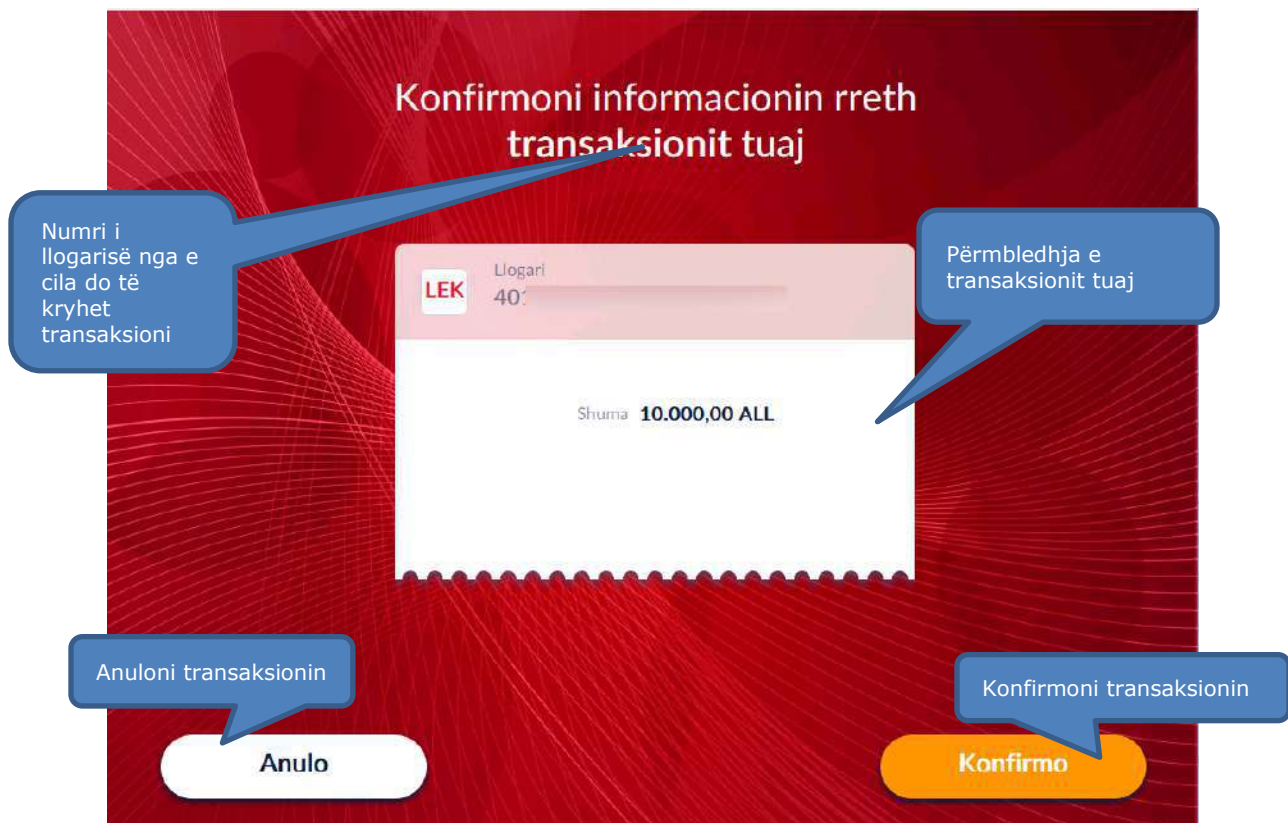 Konfirmoni informacionin rreth
transaksionit tuaj
Numri i
llogarisë nga e
cila do të
kryhet
transaksioni
Përmbledhja e
transaksionit tuaj
LEK
Llogari
401
Shuma 10.000,00 ALL
Anuloni transaksionin
Konfirmoni transaksionin
Anulo
Konfirmo